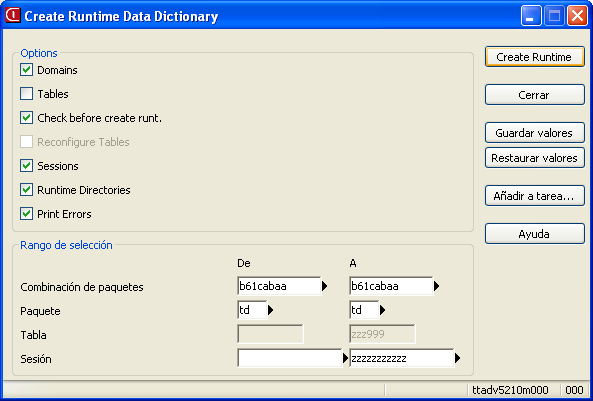 Create Runtime Data Dictionary
Options
Domains
Tables
Check before create runt.
Reconfigure Tables
Sessions
Runtime Directories
Print Errors
Create Runtime
Cerrar
Guardar valores
Restaurar valores
Añadir a tarea...
Ayuda
Rango de selección
De A
Combinación de paquetes b61cabaa b61cabaa
Paquete td td
Tabla zzz999
Sesión zzzzzzzzzzz
ttadv5210m000 000